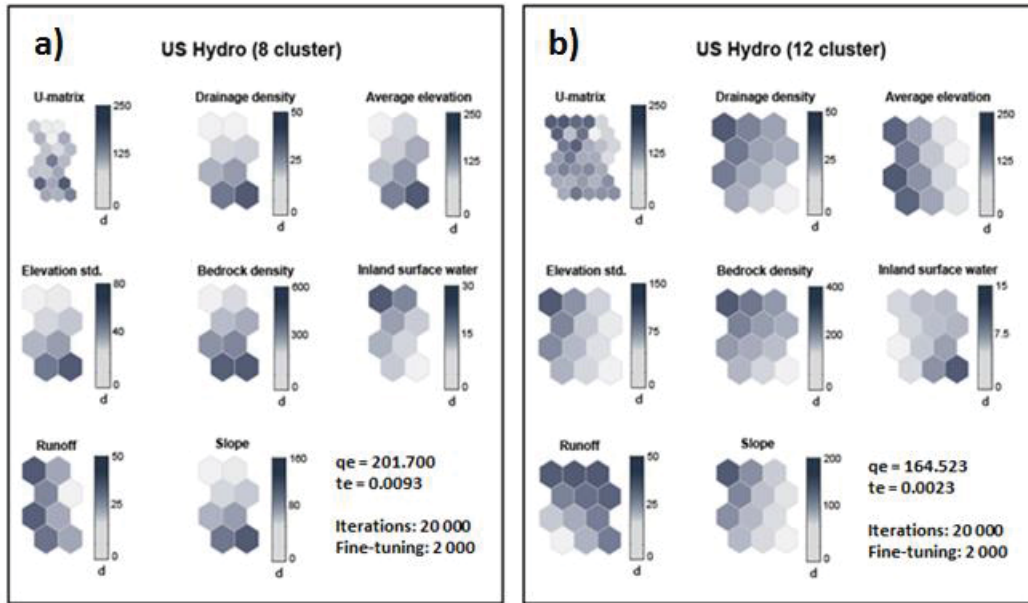 a)
US Hydro (8 cluster)
U-matrix
250
125
0
d
Drainage density
50
25
0
d
Average elevation
250
125
0
d
Elevation std.
80
40
0
d
Bedrock density
600
300
0
d
Inland surface water
30
15
0
d
Runoff
50
25
0
d
Slope
160
80
0
d
qe = 201.700
te = 0.0093
Iterations: 20 000
Fine-tuning: 2 000
b)
US Hydro (12 cluster)
U-matrix
250
125
0
d
Drainage density
50
25
0
d
Average elevation
250
125
0
d
Elevation std.
150
75
0
d
Bedrock density
400
200
0
d
Inland surface water
15
7.5
0
d
Runoff
50
25
0
d
Slope
200
100
0
d
qe = 164.523
te = 0.0023
Iterations: 20 000
Fine-tuning: 2 000